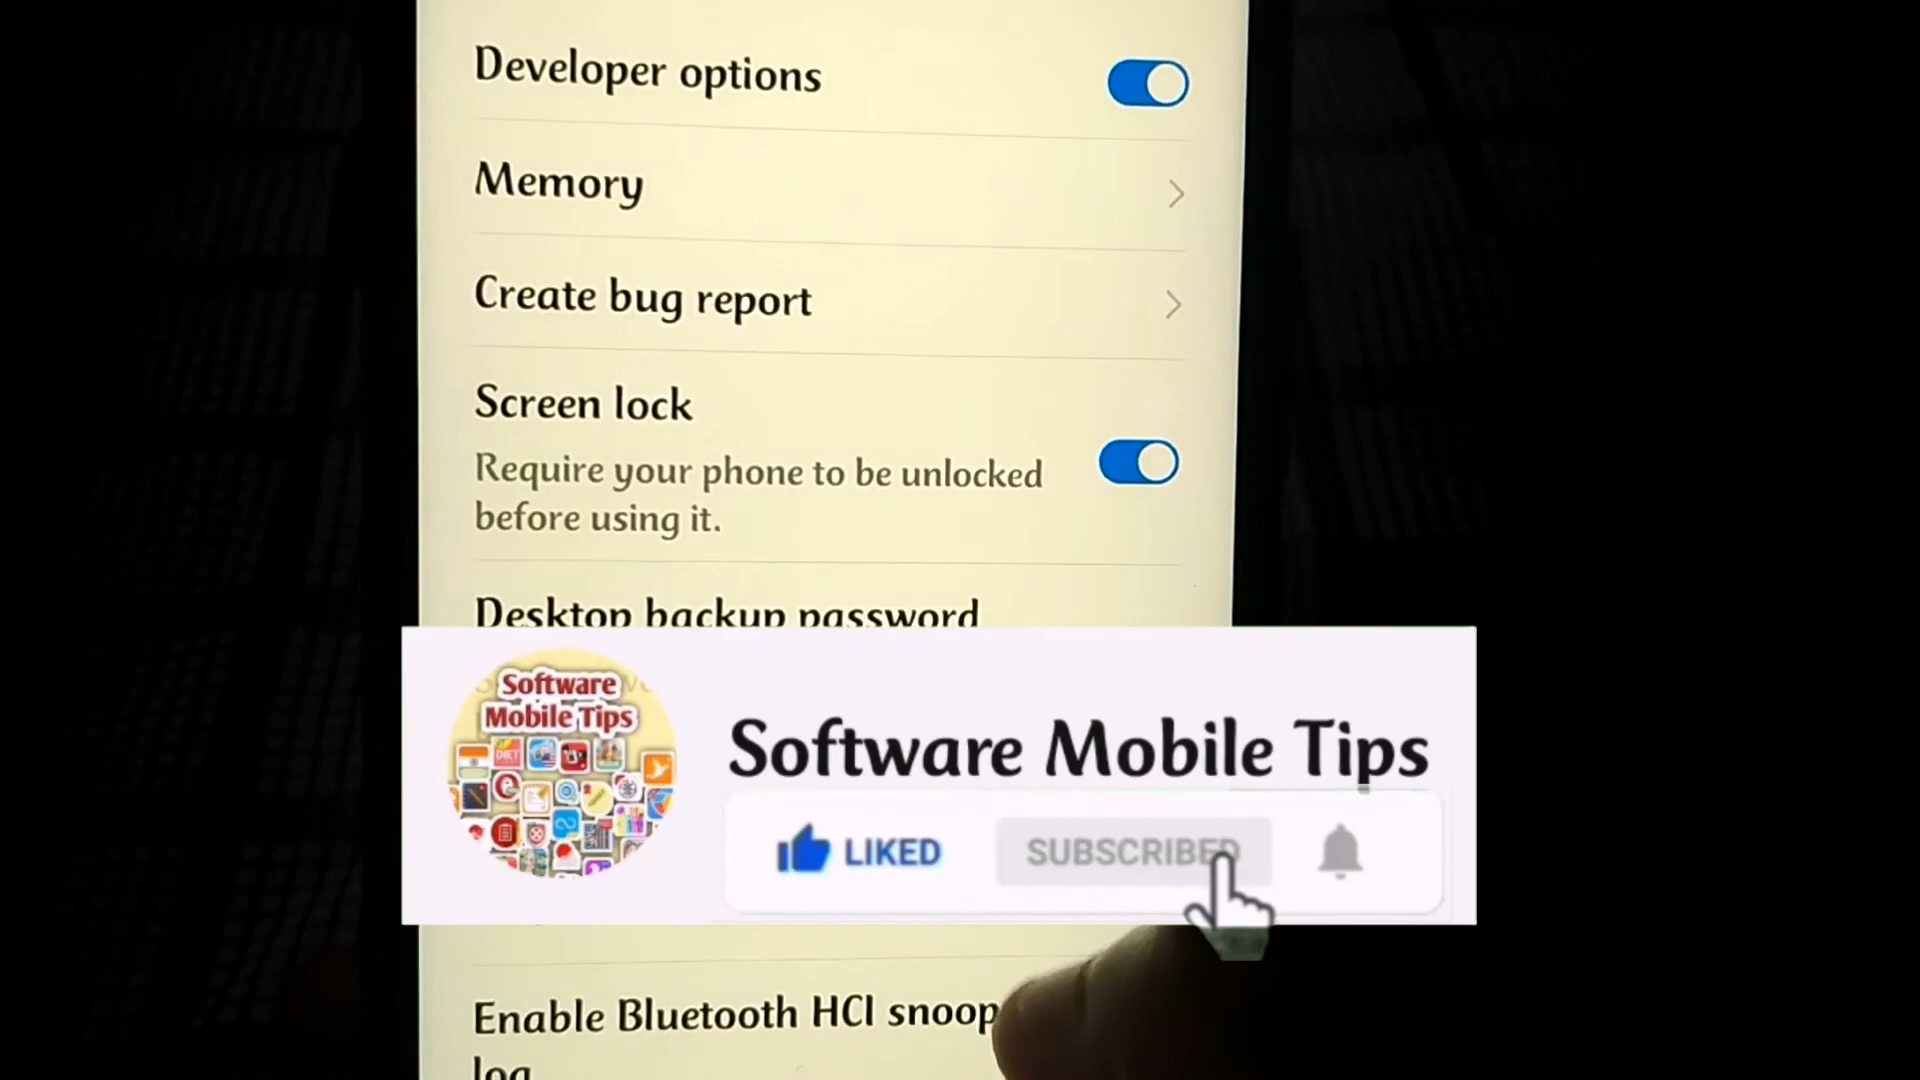 Developer options
Memory
Create bug report
Screen lock
Require your phone to be unlocked
before using it.
Desktop backup password
Software
Mobile Tips
DIET
Software Mobile Tips
LIKED
SUBSCRIBED
Enable Bluetooth HCI snoop
log